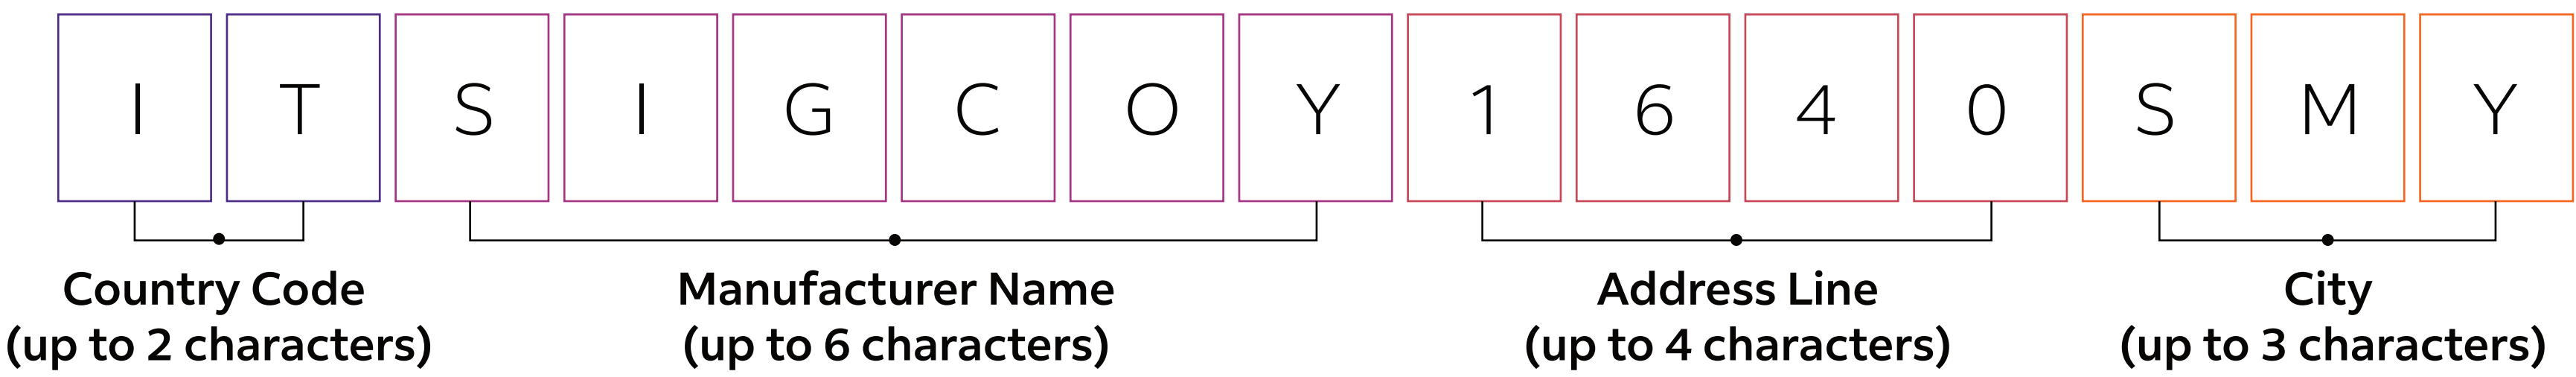 I T S I G C O Y 1 6 4 0 S M Y
Country Code
(up to 2 characters)
Manufacturer Name
(up to 6 characters)
Address Line
(up to 4 characters)
City
(up to 3 characters)